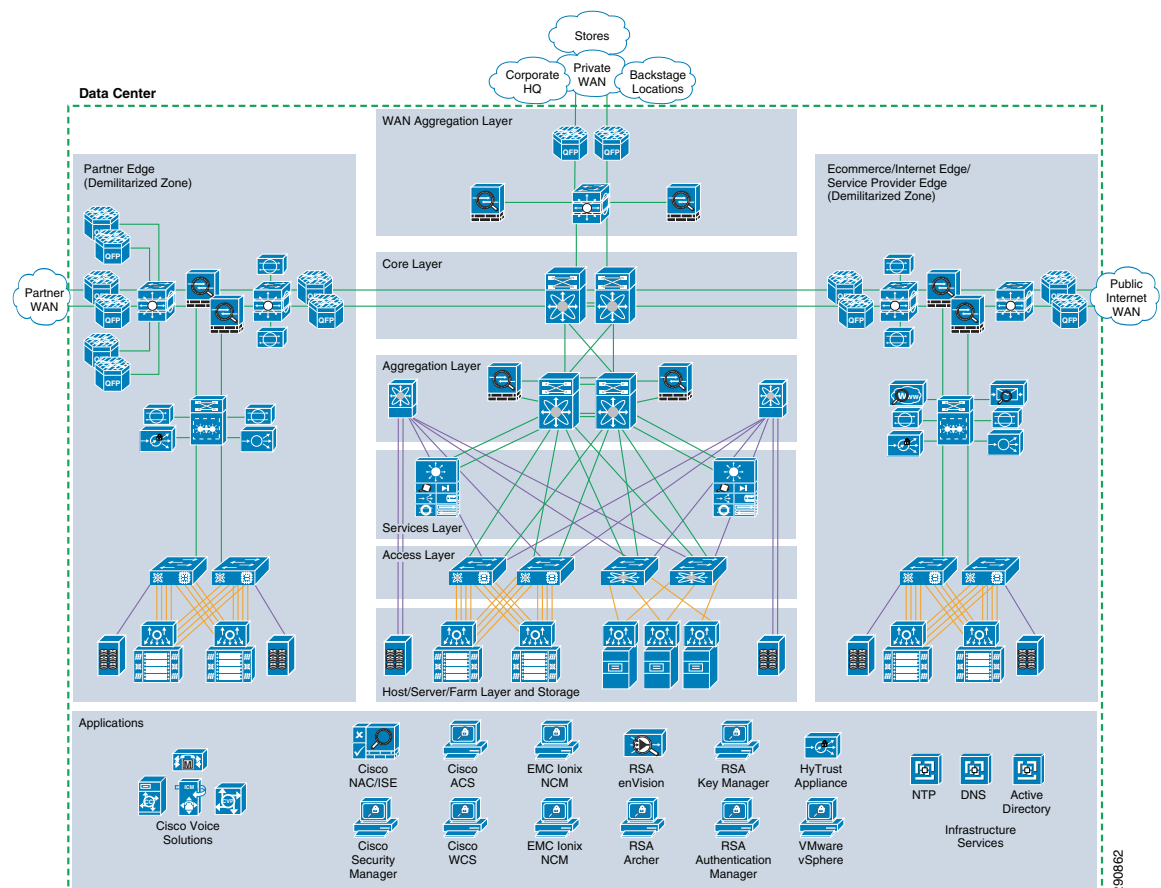 Stores
Private
WAN
Corporate
HQ
Backstage
Locations
Data Center
WAN Aggregation Layer
QFP
QFP
Partner Edge
(Demilitarized Zone)
Ecommerce/Internet Edge/
Service Provider Edge
(Demilitarized Zone)
QFP
QFP
QFP
QFP
QFP
QFP
Core Layer
Partner
WAN
Public
Internet
WAN
Aggregation Layer
WWW
Services Layer
Access Layer
Host/Server/Farm Layer and Storage
Applications
M
ICM
Cisco Voice
Solutions
Cisco
NAC/ISE
Cisco
ACS
EMC Ionix
NCM
RSA
enVision
RSA
Key Manager
HyTrust
Appliance
NTP
DNS
Active
Directory
Infrastructure
Services
Cisco
Security
Manager
Cisco
WCS
EMC Ionix
NCM
RSA
Archer
RSA
Authentication
Manager
VMware
vSphere